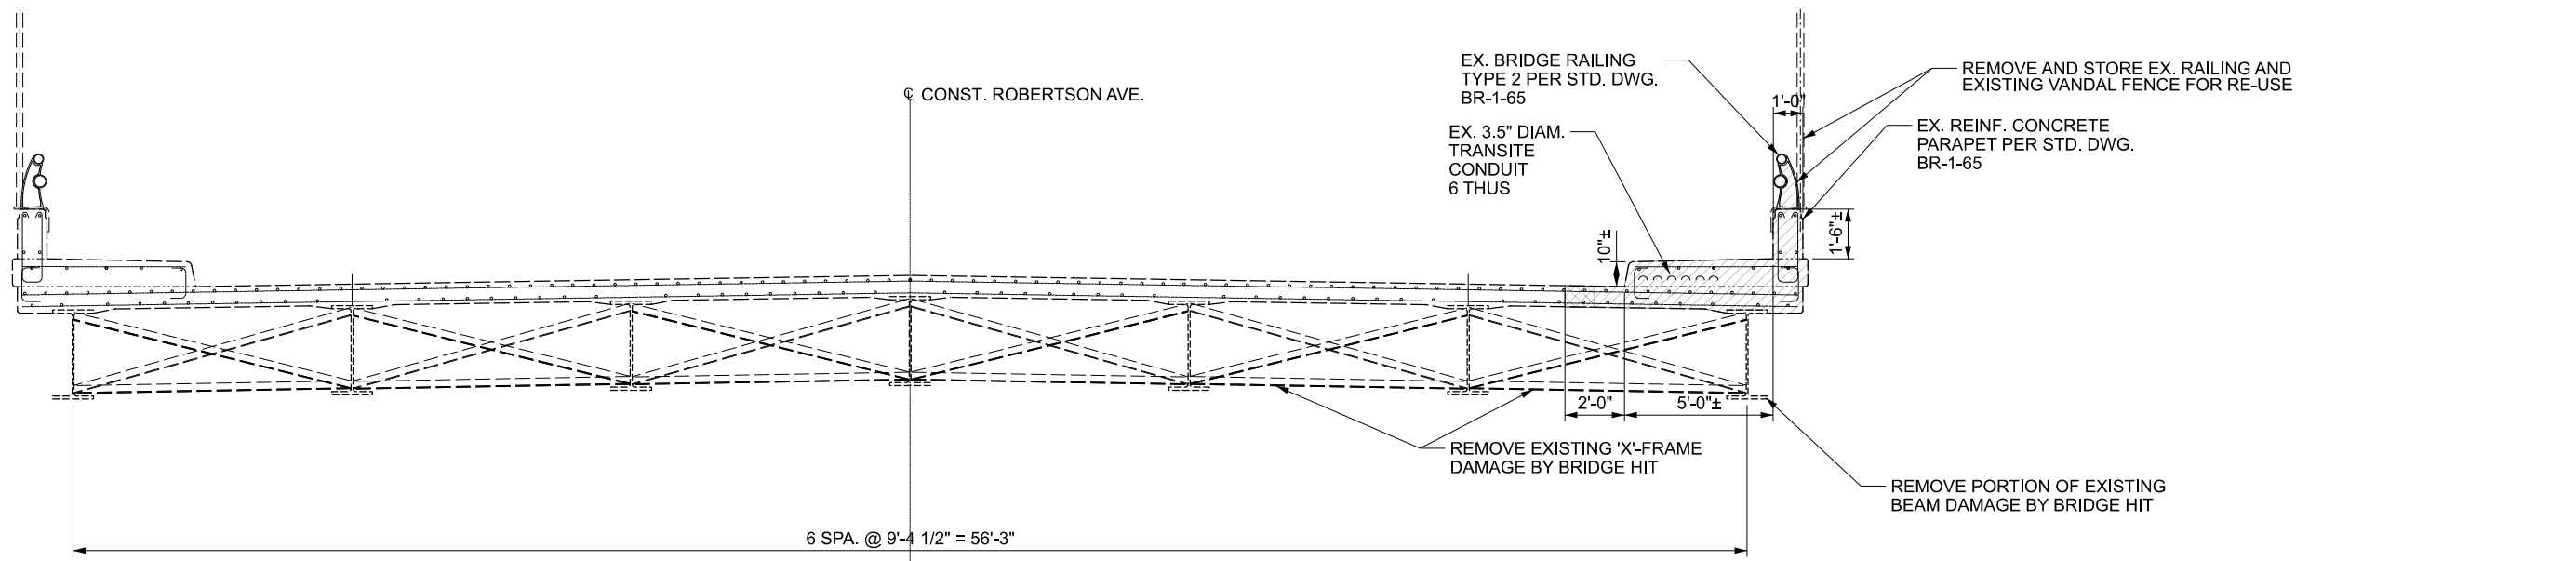 ℄ CONST. ROBERTSON AVE.
EX. BRIDGE RAILING
TYPE 2 PER STD. DWG.
BR-1-65
EX. 3.5" DIAM.
TRANSITE
CONDUIT
6 THUS
1'-0"
REMOVE AND STORE EX. RAILING AND
EXISTING VANDAL FENCE FOR RE-USE
EX. REINF. CONCRETE
PARAPET PER STD. DWG.
BR-1-65
10"±
1'-6"±
2'-0"
5'-0"±
REMOVE EXISTING 'X'-FRAME
DAMAGE BY BRIDGE HIT
REMOVE PORTION OF EXISTING
BEAM DAMAGE BY BRIDGE HIT
6 SPA. @ 9'-4 1/2" = 56'-3"